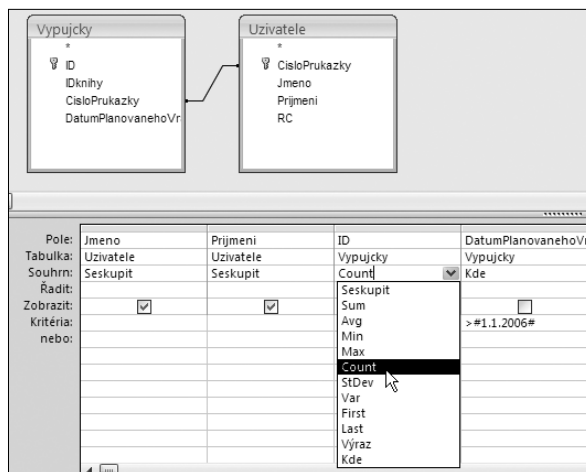 Vypujcky
*
ID
IDknihy
CisloPrukazky
DatumPlanovanehoVr
Uzivatele
*
CisloPrukazky
Jmeno
Prijmeni
RC
Pole: Jmeno Prijmeni ID DatumPlanovanehoVr
Tabulka: Uzivatele Uzivatele Vypujcky Vypujcky
Souhrn: Seskupit Seskupit Count Kde
Řadit:
Zobrazit:
Kritéria: >#1.1.2006#
nebo:
Seskupit
Sum
Avg
Min
Max
Count
StDev
Var
First
Last
Výraz
Kde